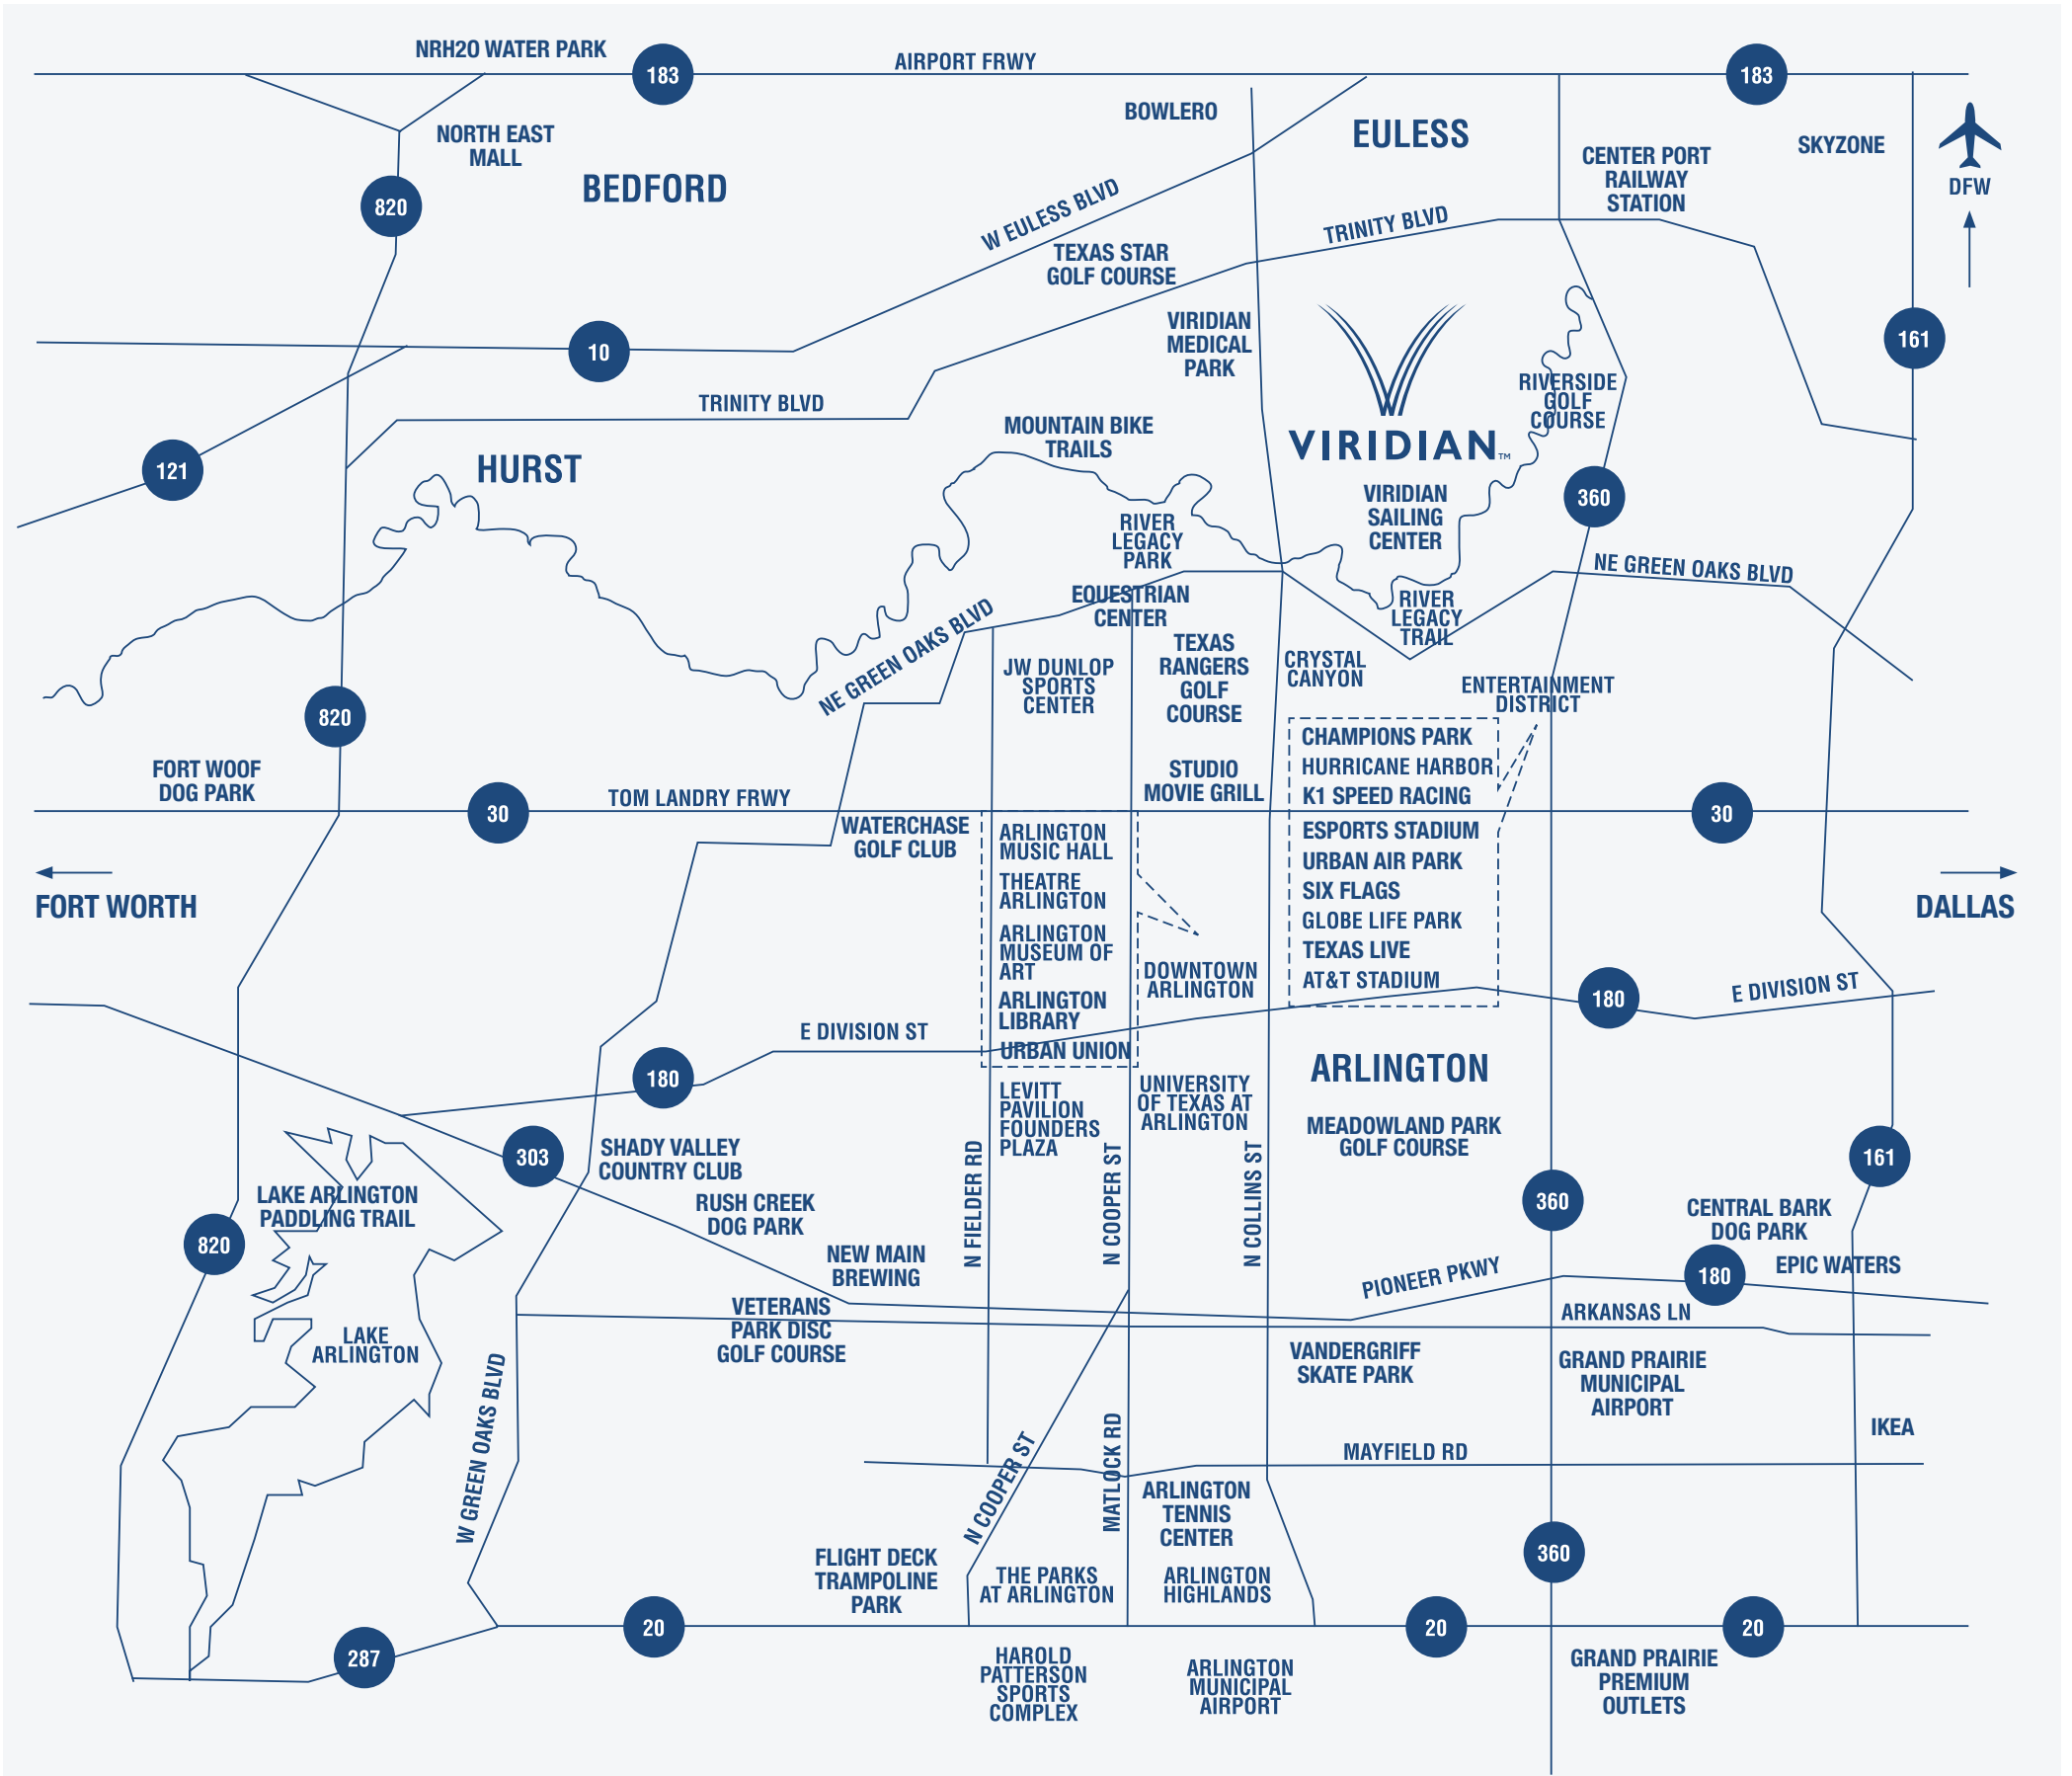 NRH2O WATER PARK
183
AIRPORT FRWY
183
BOWLERO
EULESS
NORTH EAST
MALL
SKYZONE
CENTER PORT
RAILWAY
STATION
DFW
BEDFORD
820
W EULESS BLVD
TRINITY BLVD
TEXAS STAR
GOLF COURSE
VIRIDIAN
MEDICAL
PARK
10
161
RIVERSIDE
GOLF
COURSE
TRINITY BLVD
MOUNTAIN BIKE
TRAILS
VIRIDIAN™
121
HURST
VIRIDIAN
SAILING
CENTER
360
RIVER
LEGACY
PARK
NE GREEN OAKS BLVD
EQUESTRIAN
CENTER
RIVER
LEGACY
TRAIL
NE GREEN OAKS BLVD
JW DUNLOP
SPORTS
CENTER
TEXAS
RANGERS
GOLF
COURSE
CRYSTAL
CANYON
ENTERTAINMENT
DISTRICT
820
CHAMPIONS PARK
HURRICANE HARBOR
K1 SPEED RACING
ESPORTS STADIUM
URBAN AIR PARK
SIX FLAGS
GLOBE LIFE PARK
TEXAS LIVE
AT&T STADIUM
FORT WOOF
DOG PARK
STUDIO
MOVIE GRILL
30
TOM LANDRY FRWY
30
WATERCHASE
GOLF CLUB
ARLINGTON
MUSIC HALL
THEATRE
ARLINGTON
ARLINGTON
MUSEUM OF
ART
ARLINGTON
LIBRARY
URBAN UNION
FORT WORTH
DALLAS
DOWNTOWN
ARLINGTON
180
E DIVISION ST
E DIVISION ST
180
ARLINGTON
LEVITT
PAVILION
FOUNDERS
PLAZA
UNIVERSITY
OF TEXAS AT
ARLINGTON
MEADOWLAND PARK
GOLF COURSE
303
SHADY VALLEY
COUNTRY CLUB
161
N FIELDER RD
N COOPER ST
N COLLINS ST
LAKE ARLINGTON
PADDLING TRAIL
RUSH CREEK
DOG PARK
360
CENTRAL BARK
DOG PARK
820
NEW MAIN
BREWING
PIONEER PKWY
180
EPIC WATERS
VETERANS
PARK DISC
GOLF COURSE
ARKANSAS LN
LAKE
ARLINGTON
VANDERGRIFF
SKATE PARK
GRAND PRAIRIE
MUNICIPAL
AIRPORT
W GREEN OAKS BLVD
IKEA
MAYFIELD RD
N COOPER ST
MATLOCK RD
ARLINGTON
TENNIS
CENTER
360
FLIGHT DECK
TRAMPOLINE
PARK
THE PARKS
AT ARLINGTON
ARLINGTON
HIGHLANDS
20
20
20
287
HAROLD
PATTERSON
SPORTS
COMPLEX
ARLINGTON
MUNICIPAL
AIRPORT
GRAND PRAIRIE
PREMIUM
OUTLETS